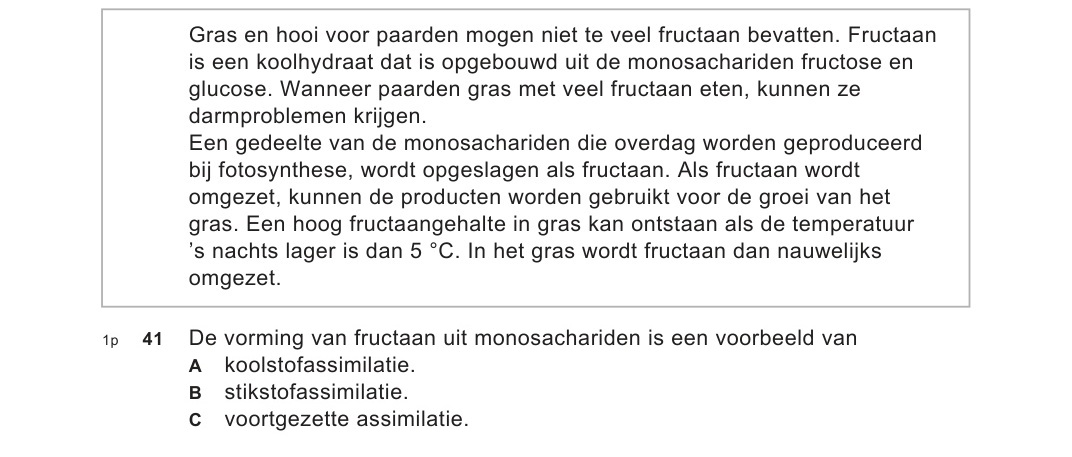 Gras en hooi voor paarden mogen niet te veel fructaan bevatten. Fructaan
is een koolhydraat dat is opgebouwd uit de monosachariden fructose en
glucose. Wanneer paarden gras met veel fructaan eten, kunnen ze
darmproblemen krijgen.
Een gedeelte van de monosachariden die overdag worden geproduceerd
bij fotosynthese, wordt opgeslagen als fructaan. Als fructaan wordt
omgezet, kunnen de producten worden gebruikt voor de groei van het
gras. Een hoog fructaangehalte in gras kan ontstaan als de temperatuur
’s nachts lager is dan 5 °C. In het gras wordt fructaan dan nauwelijks
omgezet.
1p 41 De vorming van fructaan uit monosachariden is een voorbeeld van
A koolstofassimilatie.
B stikstofassimilatie.
C voortgezette assimilatie.